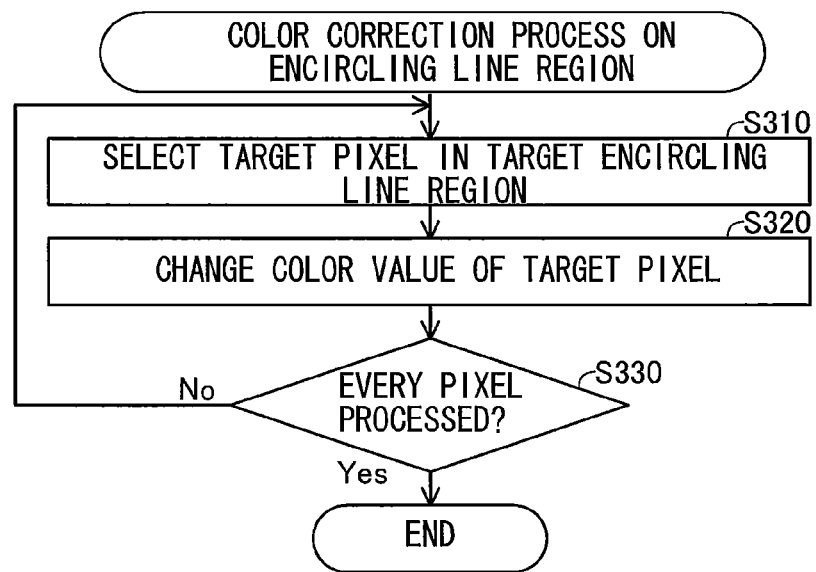 COLOR CORRECTION PROCESS ON
ENCIRCLING LINE REGION
S310
SELECT TARGET PIXEL IN TARGET ENCIRCLING
LINE REGION
S320
CHANGE COLOR VALUE OF TARGET PIXEL
S330
EVERY PIXEL
PROCESSED?
No
Yes
END